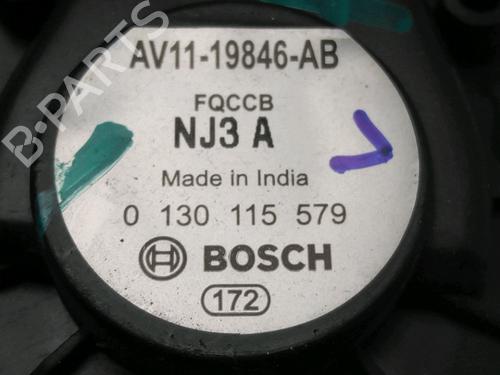 AV11-19846-AB
FQCCB
NJ3 A
Made in India
0 130 115 579
BOSCH
172
B-PARTS